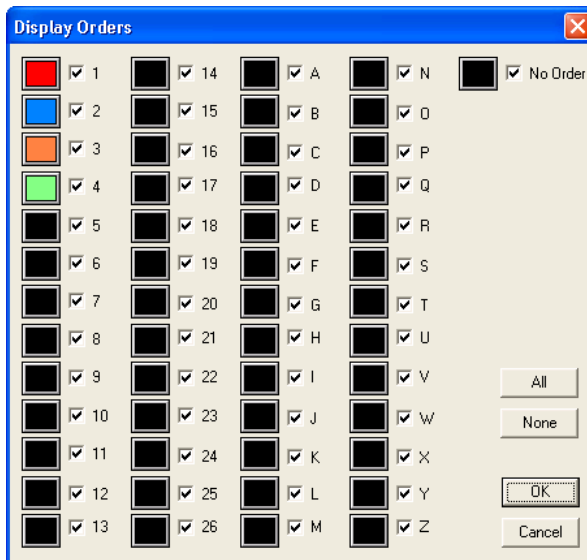 Display Orders
1 14 A N No Order
2 15 B O
3 16 C P
4 17 D Q
5 18 E R
6 19 F S
7 20 G T
8 21 H U
9 22 I V
All
10 23 J W
None
11 24 K X
12 25 L Y
OK
13 26 M Z
Cancel